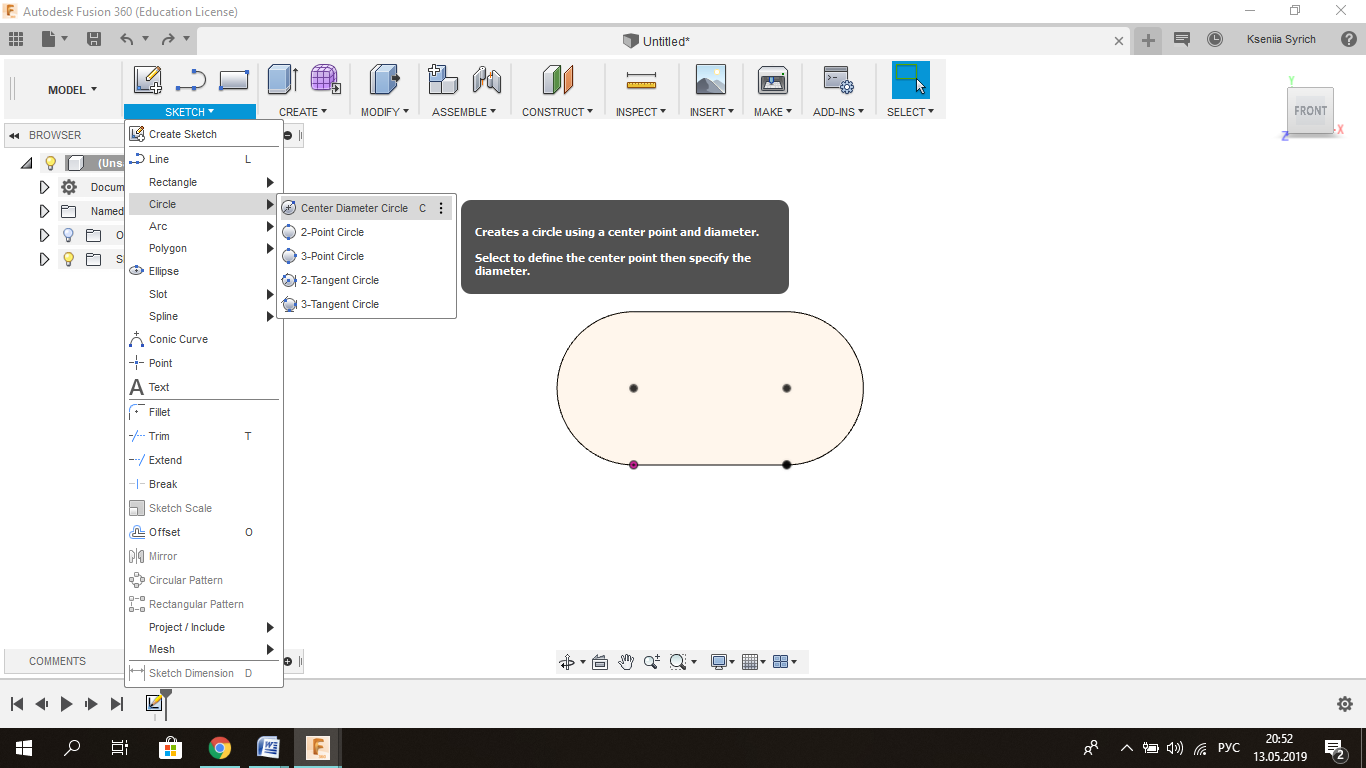 Autodesk Fusion 360 (Education License)
Untitled*
Kseniia Syrich
MODEL
SKETCH
CREATE
MODIFY
ASSEMBLE
CONSTRUCT
INSPECT
INSERT
MAKE
ADD-INS
SELECT
FRONT
Y
X
Z
BROWSER
(Uns
Docum
Named
O
S
Create Sketch
Line L
Rectangle
Circle
Arc
Polygon
Ellipse
Slot
Spline
Conic Curve
Point
Text
Fillet
Trim T
Extend
Break
Sketch Scale
Offset O
Mirror
Circular Pattern
Rectangular Pattern
Project / Include
Mesh
Sketch Dimension D
Center Diameter Circle C
2-Point Circle
3-Point Circle
2-Tangent Circle
3-Tangent Circle
Creates a circle using a center point and diameter.
Select to define the center point then specify the
diameter.
COMMENTS
РУС
20:52
13.05.2019
2